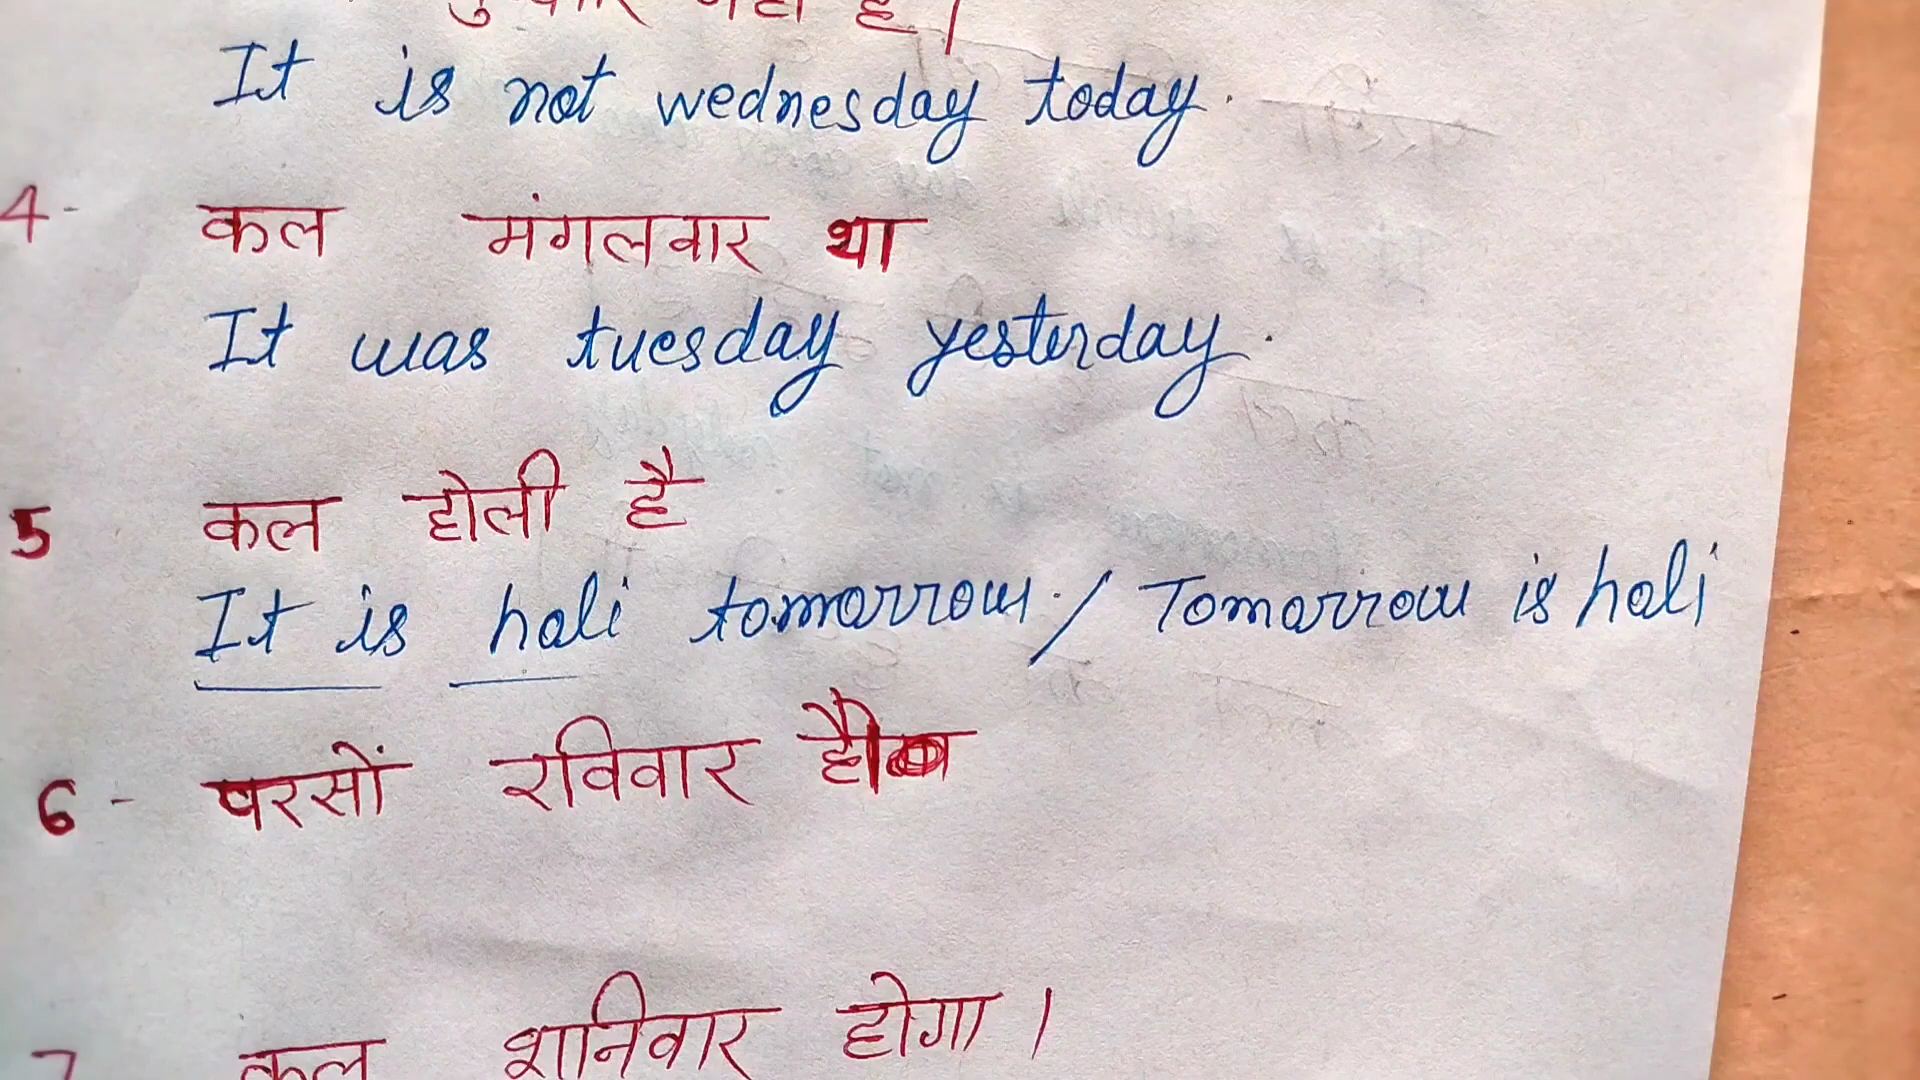 है।
It is not wednesday today.
4- कल मंगलवार था
It was tuesday yesterday.
5 कल होली है
It is holi tomorrow. / Tomorrow is holi
6 - परसों रविवार है।
7 कल शनिवार होगा।